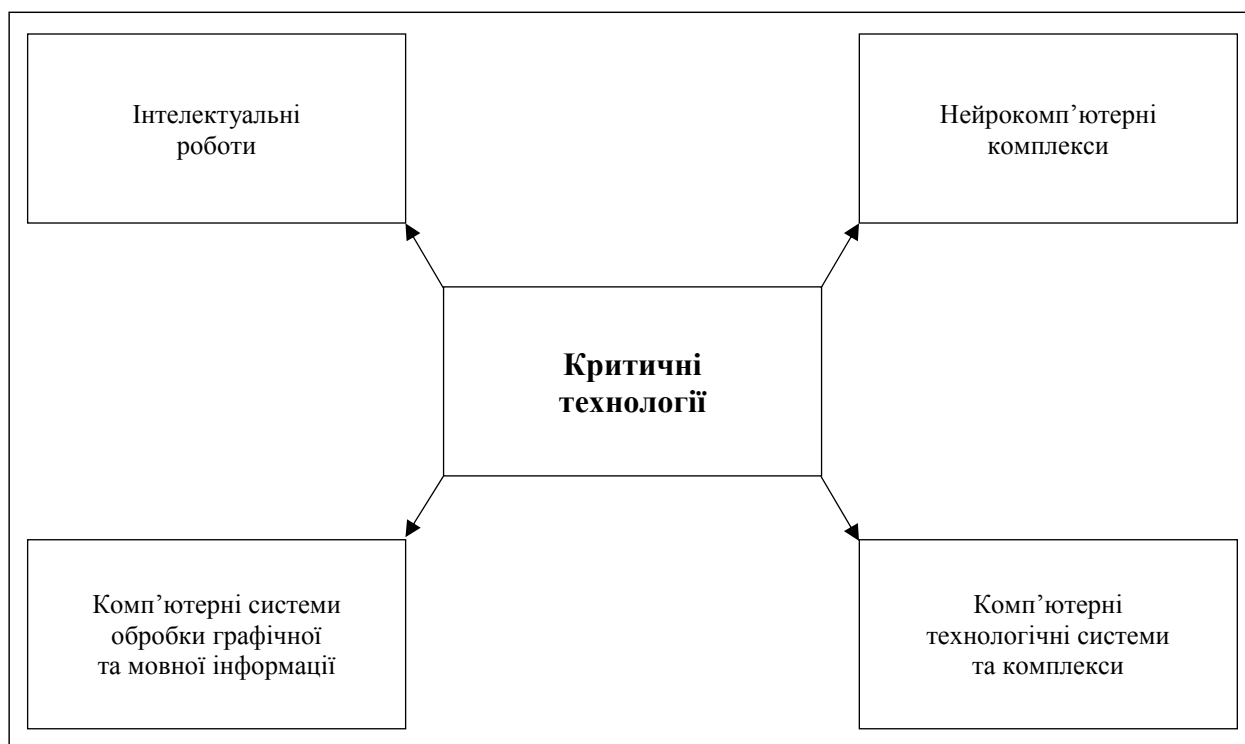 Інтелектуальні
роботи
Нейрокомп’ютерні
комплекси
Критичні
технології
Комп’ютерні системи
обробки графічної
та мовної інформації
Комп’ютерні
технологічні системи
та комплекси